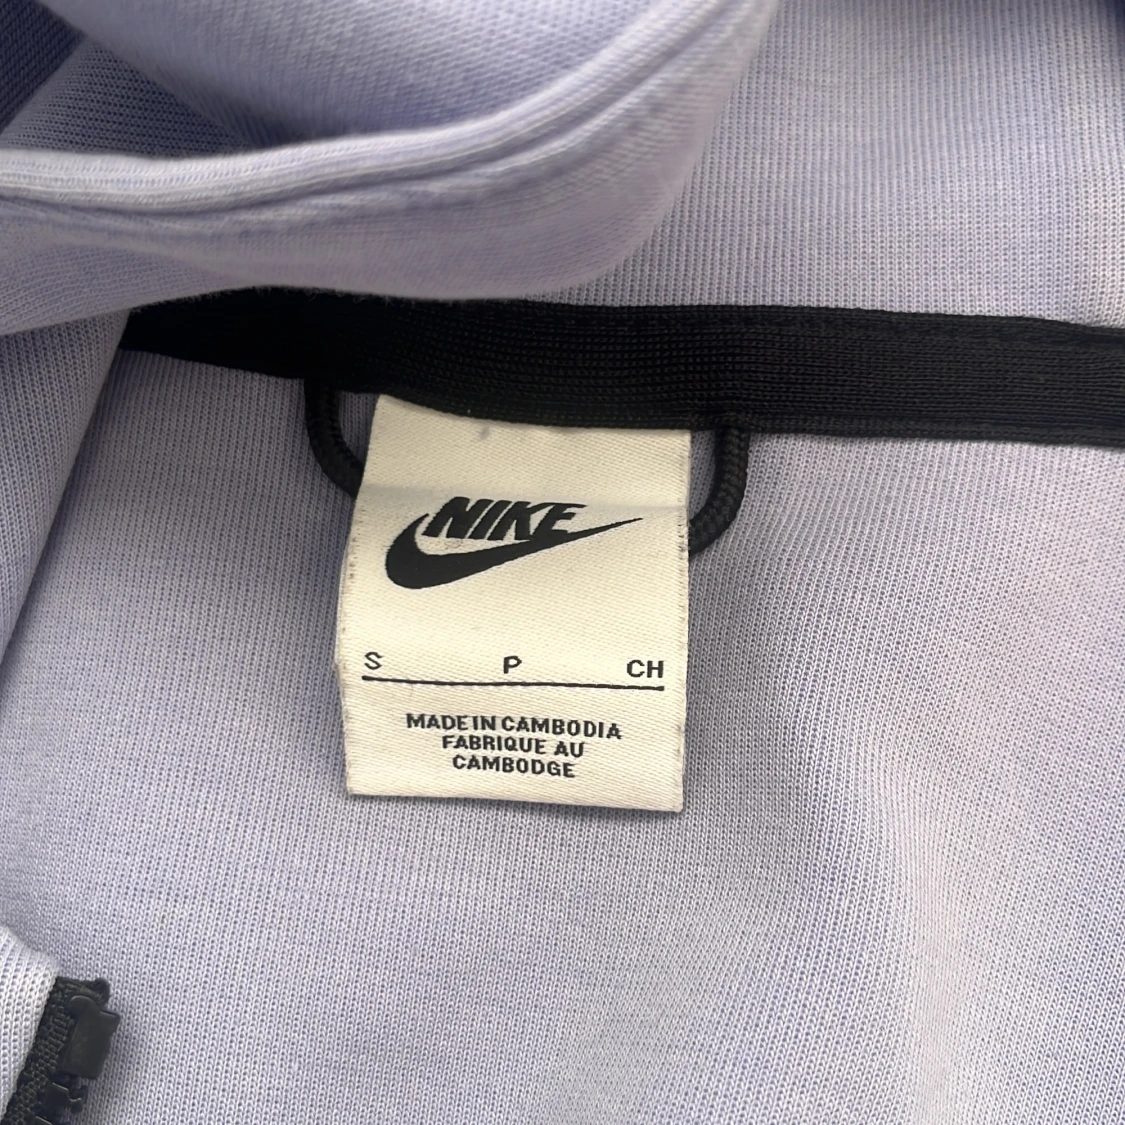 NIKE
S P CH
MADE IN CAMBODIA
FABRIQUE AU
CAMBODGE